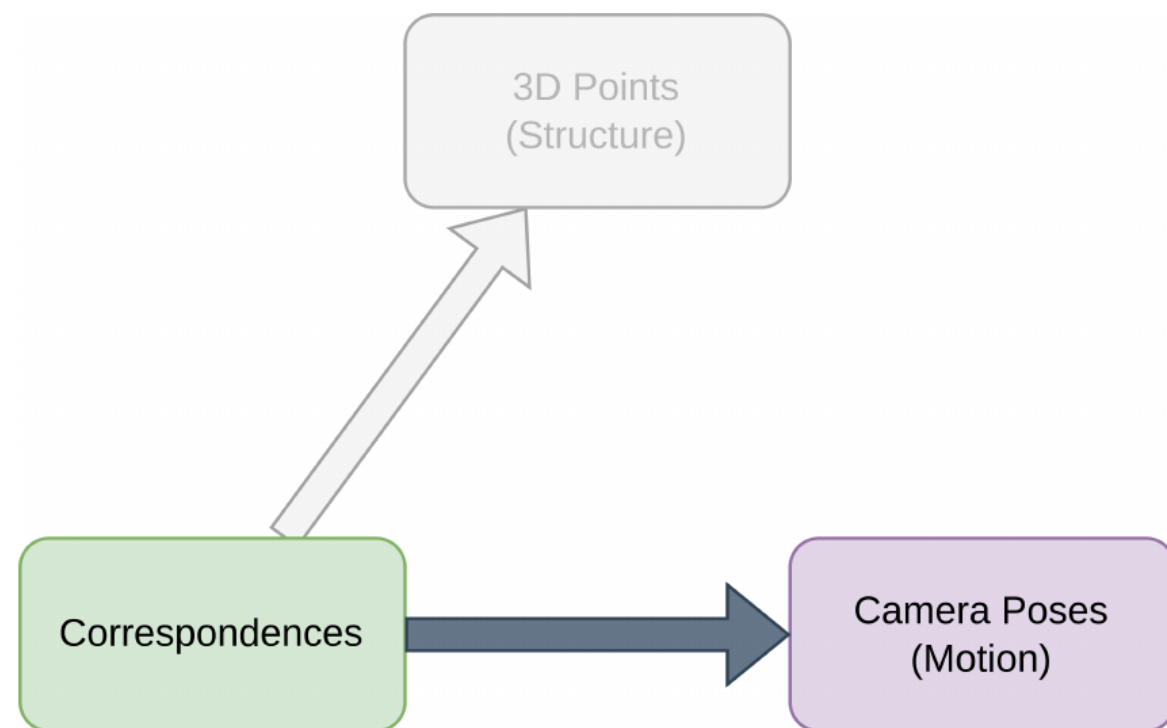 3D Points
(Structure)
Correspondences
Camera Poses
(Motion)